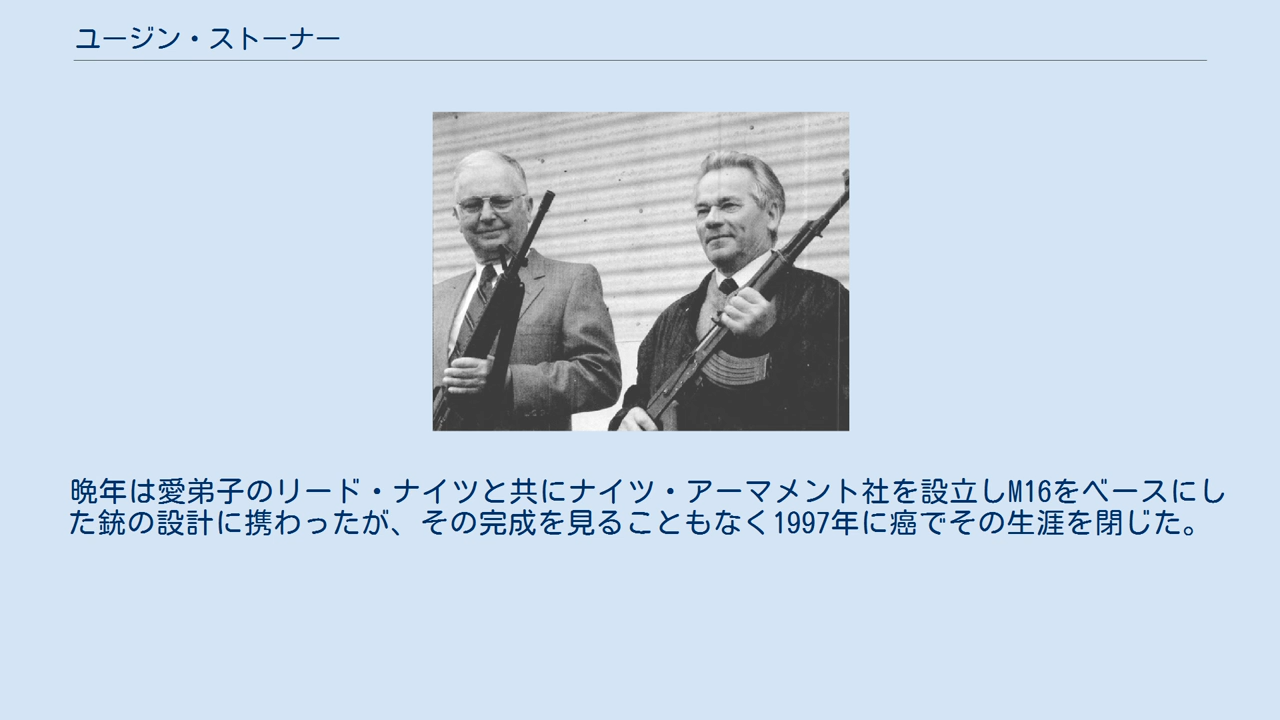 ユージン・ストーナー
晩年は愛弟子のリード・ナイツと共にナイツ・アーマメント社を設立しM16をベースにし
た銃の設計に携わったが、その完成を見ることもなく1997年に癌でその生涯を閉じた。